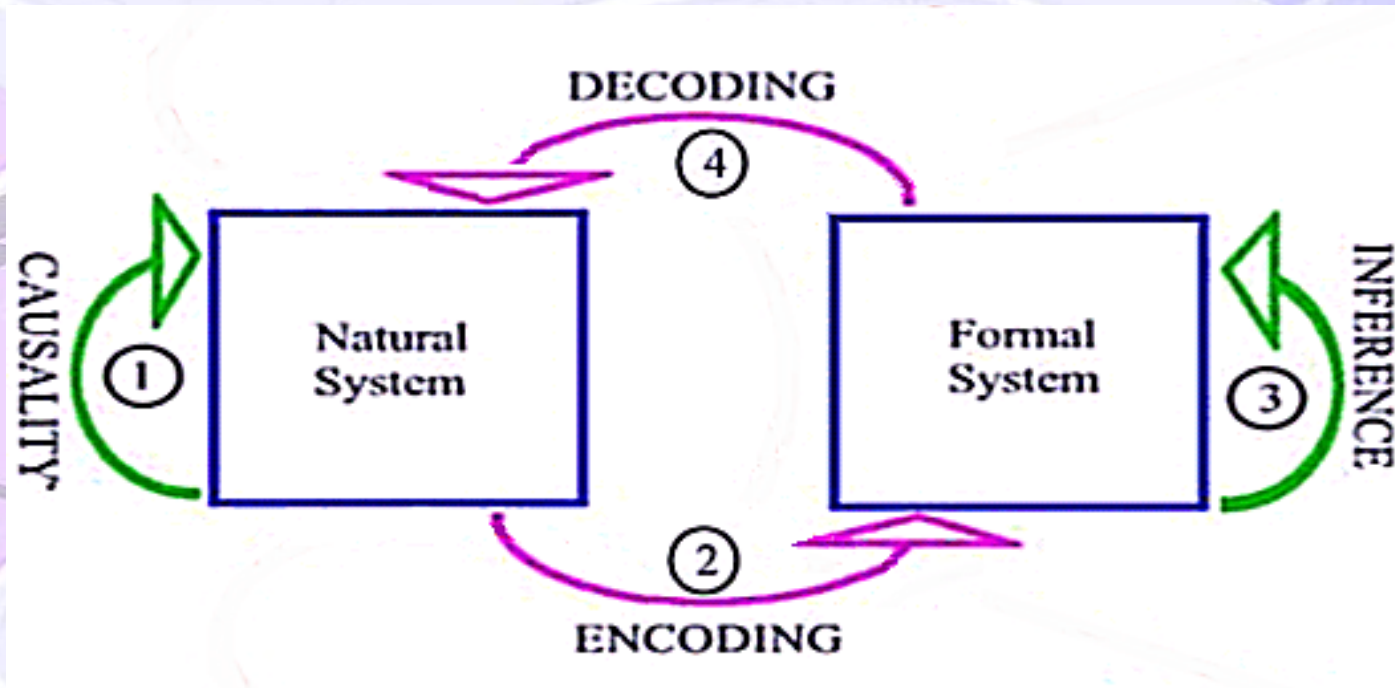 DECODING
4
CAUSALITY
1
Natural
System
Formal
System
3
INFERENCE
2
ENCODING